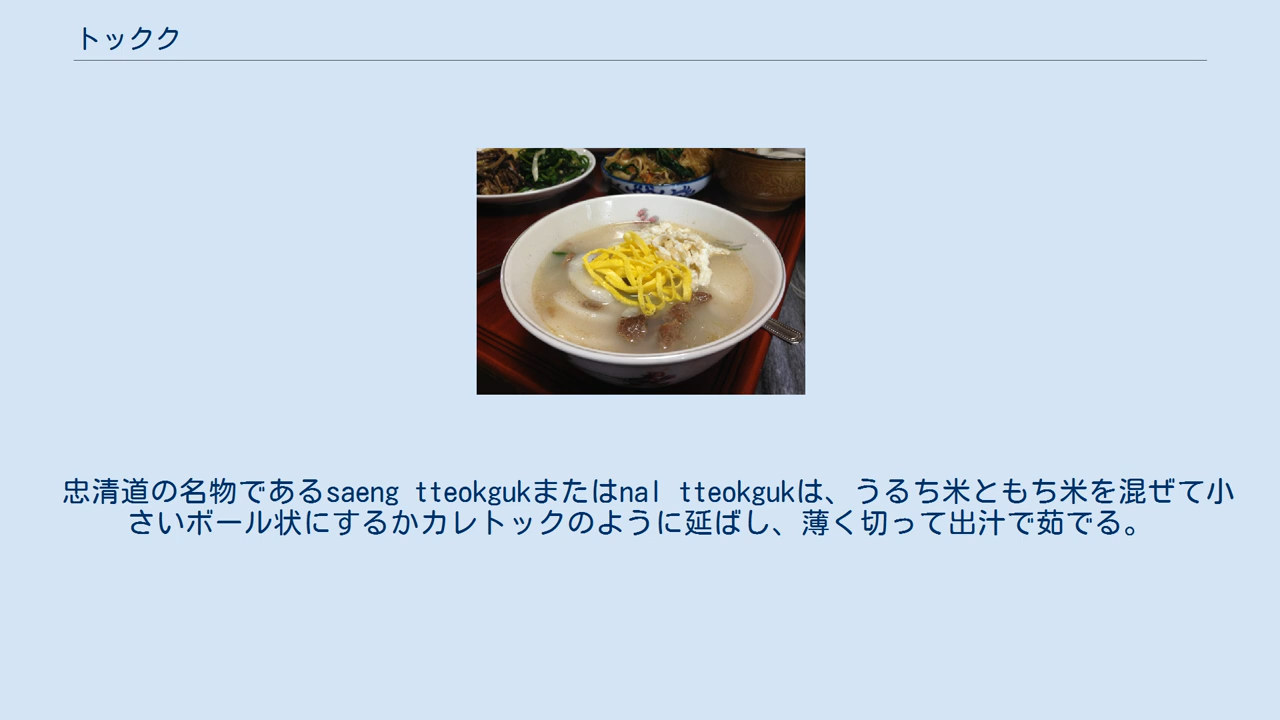 トックク
忠清道の名物であるsaeng tteokgukまたはnal tteokgukは、うるち米ともち米を混ぜて小
さいボール状にするかカレトックのように延ばし、薄く切って出汁で茹でる。